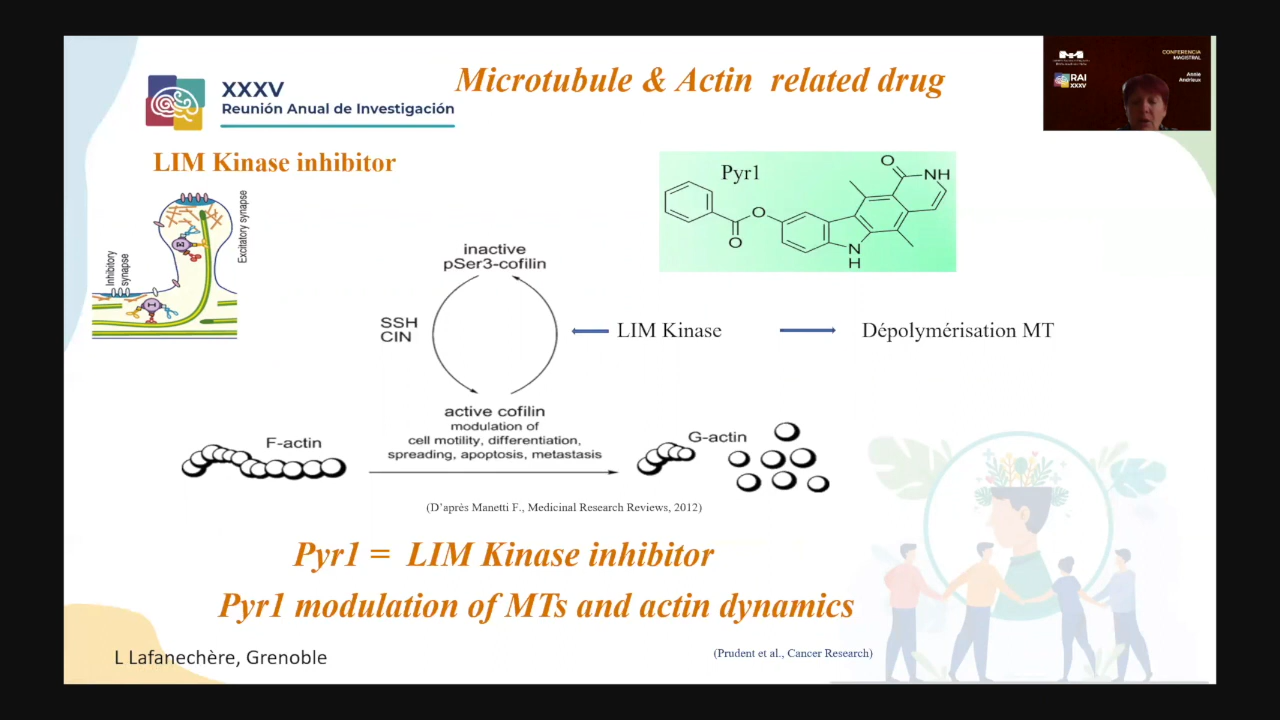 XXXV
Reunión Anual de Investigación
Microtubule & Actin related drug
CONFERENCIA
MAGISTRAL
RAI
XXXV
Annie
Andrieux
LIM Kinase inhibitor
Excitatory synapse
Inhibitory
synapse
Pyr1
O
NH
O
O
N
H
inactive
pSer3-cofilin
SSH
CIN
LIM Kinase
Dépolymérisation MT
active cofilin
modulation of
cell motility, differentiation,
spreading, apoptosis, metastasis
F-actin
G-actin
(D'après Manetti F., Medicinal Research Reviews, 2012)
Pyr1 = LIM Kinase inhibitor
Pyr1 modulation of MTs and actin dynamics
L Lafanechère, Grenoble
(Prudent et al., Cancer Research)